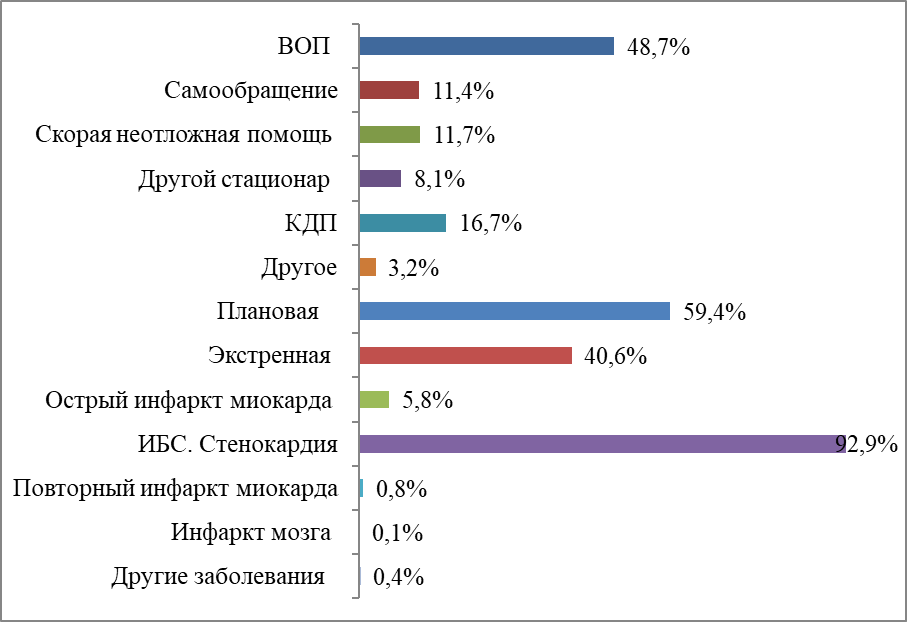 ВОП 48,7%
Самообращение 11,4%
Скорая неотложная помощь 11,7%
Другой стационар 8,1%
КДП 16,7%
Другое 3,2%
Плановая 59,4%
Экстренная 40,6%
Острый инфаркт миокарда 5,8%
ИБС. Стенокардия 92,9%
Повторный инфаркт миокарда 0,8%
Инфаркт мозга 0,1%
Другие заболевания 0,4%